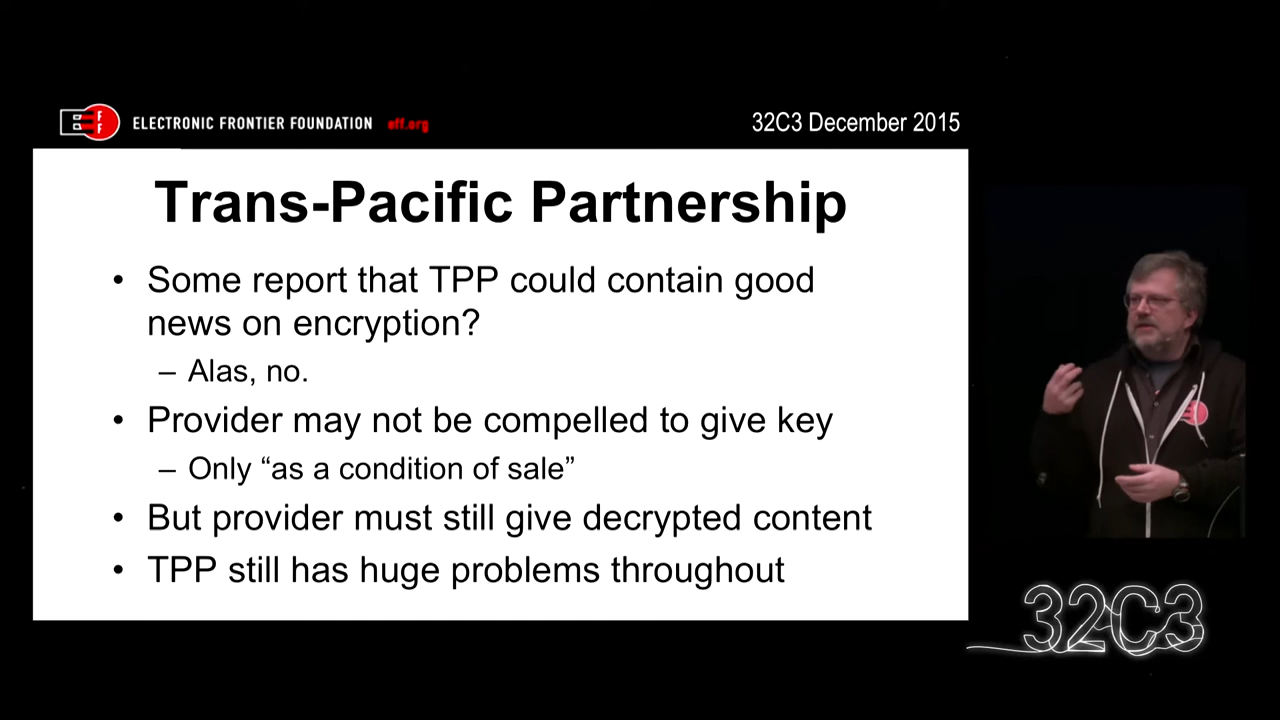 ELECTRONIC FRONTIER FOUNDATION eff.org
32C3 December 2015
Trans-Pacific Partnership
• Some report that TPP could contain good
news on encryption?
– Alas, no.
• Provider may not be compelled to give key
– Only “as a condition of sale”
• But provider must still give decrypted content
• TPP still has huge problems throughout
32C3